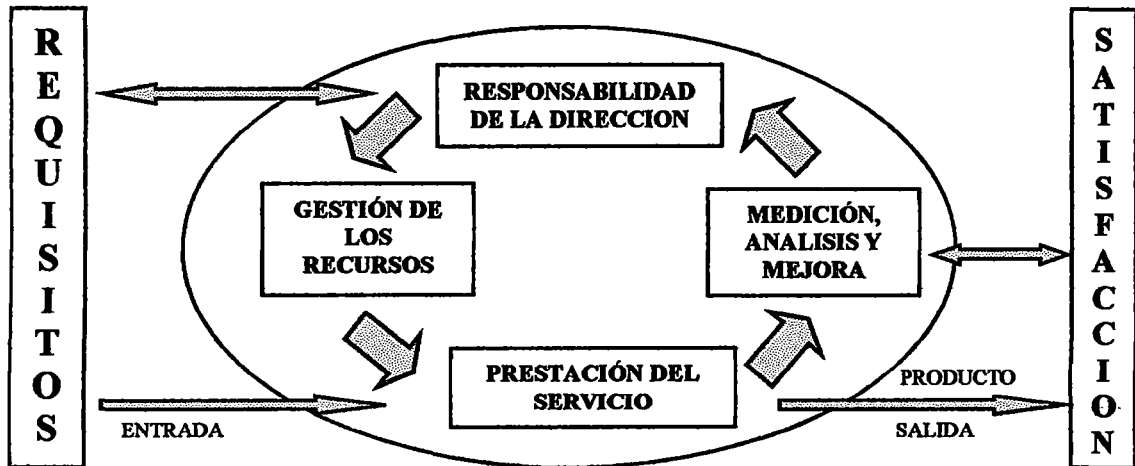 REQUISITOS
RESPONSABILIDAD
DE LA DIRECCION
GESTIÓN DE
LOS
RECURSOS
MEDICIÓN,
ANALISIS Y
MEJORA
PRESTACIÓN DEL
SERVICIO
ENTRADA
PRODUCTO
SALIDA
SATISFACCION